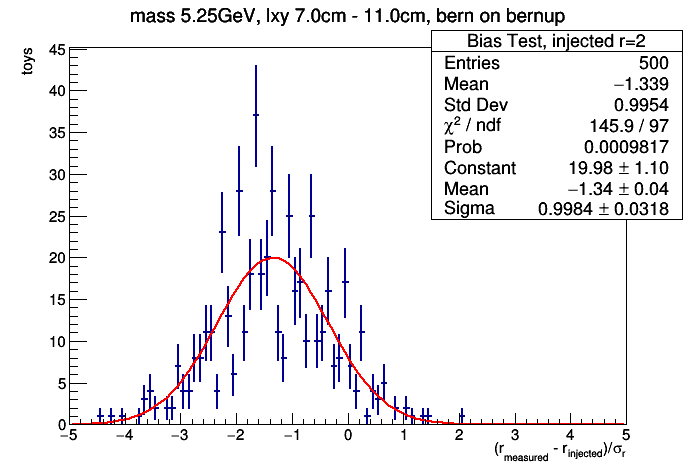 mass 5.25GeV, lxy 7.0cm - 11.0cm, bern on bernup
Bias Test, injected r=2
Entries 500
Mean −1.339
Std Dev 0.9954
χ² / ndf 145.9 / 97
Prob 0.0009817
Constant 19.98 ± 1.10
Mean −1.34 ± 0.04
Sigma 0.9984 ± 0.0318
toys
45
40
35
30
25
20
15
10
5
0
−5 −4 −3 −2 −1 0 1 2 3 4 5
(r_measured - r_injected)/σ_r